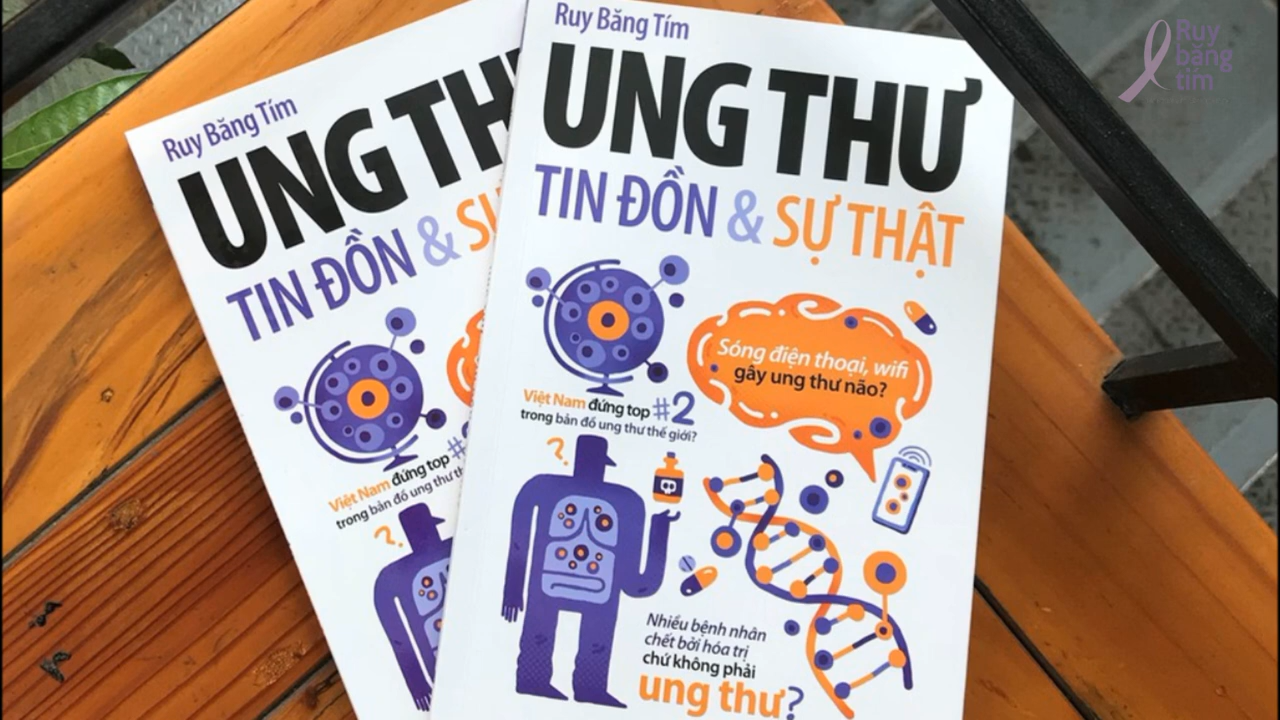 Ruy Băng Tím
UNG THƯ
TIN ĐỒN & SỰ THẬT
Sóng điện thoại, wifi
gây ung thư não?
Việt Nam đứng top #2
trong bản đồ ung thư thế giới?
Nhiều bệnh nhân
chết bởi hóa trị
chứ không phải
ung thư?
Ruy Băng Tím
UNG TH
TIN ĐỒN & S
Việt Nam đứng top #
trong bản đồ ung thư th
Ruy
băng
tím